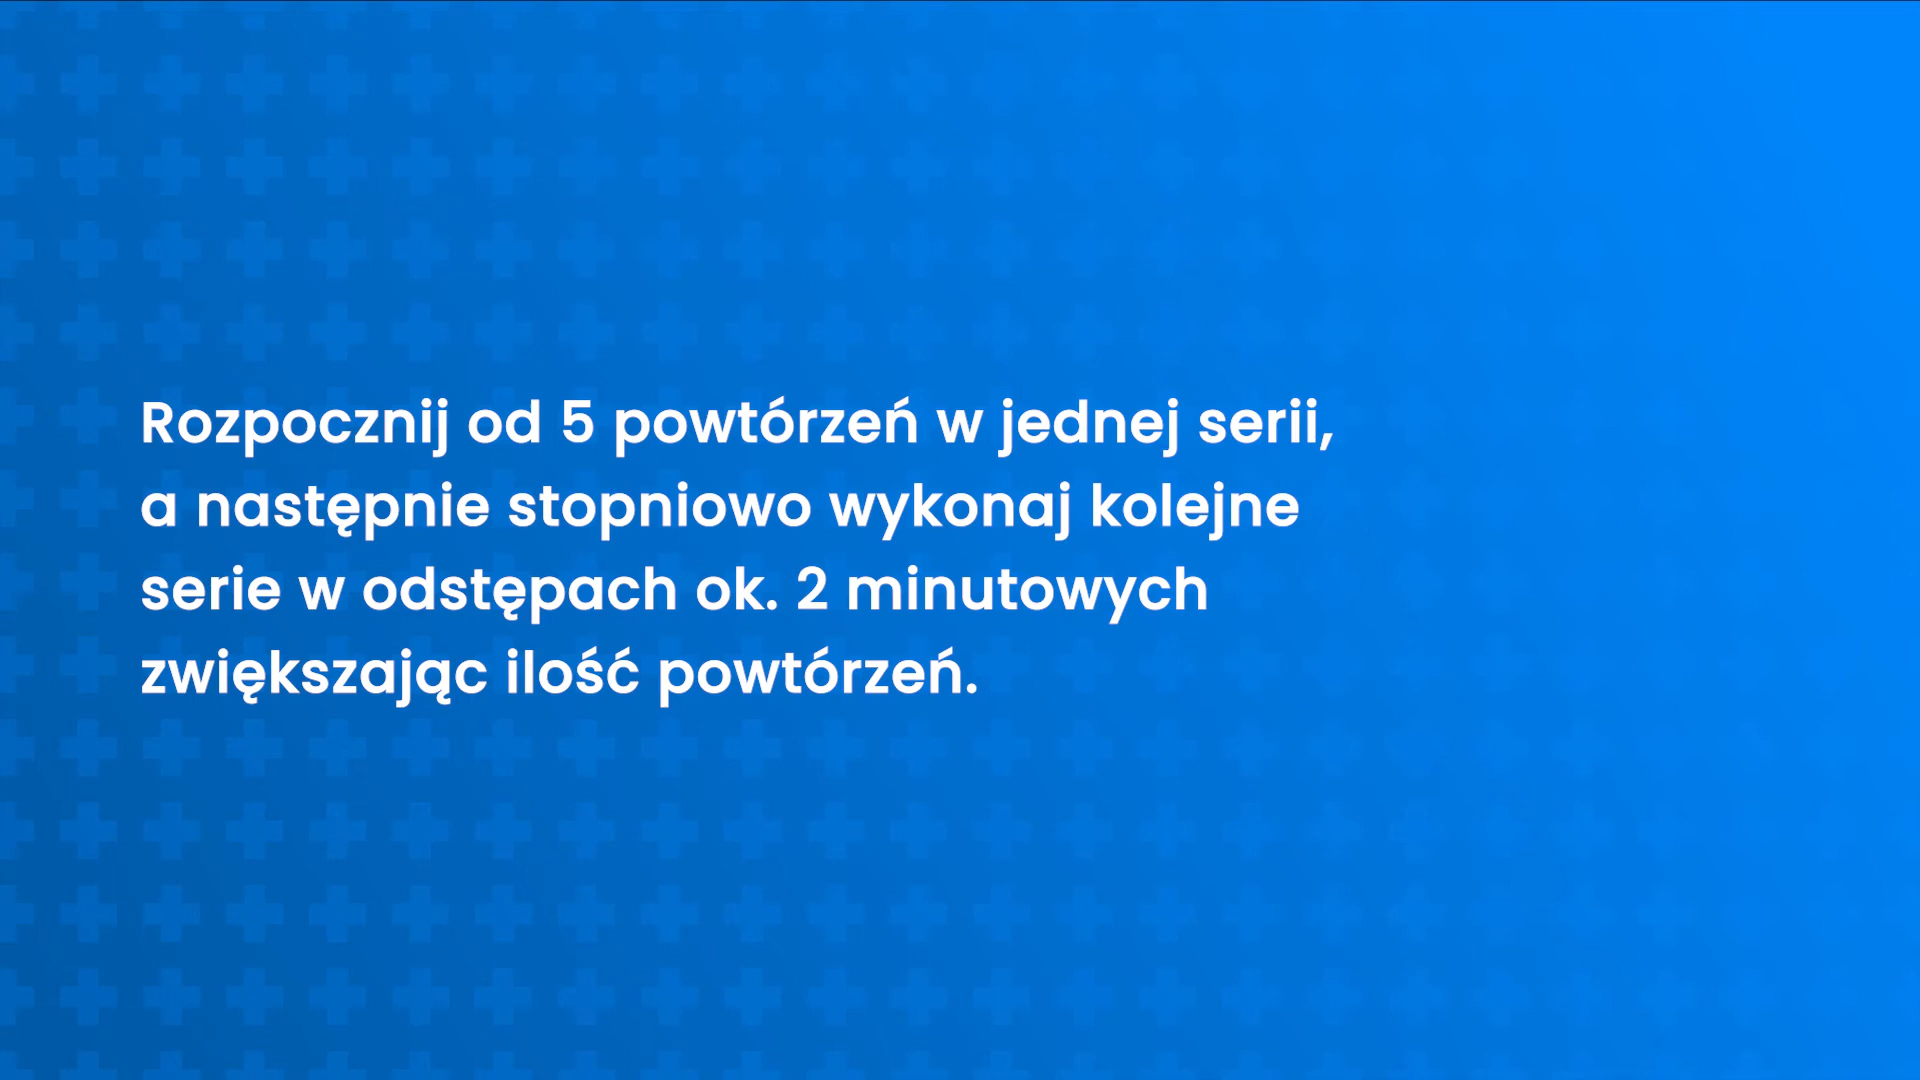 Rozpocznij od 5 powtórzeń w jednej serii,
a następnie stopniowo wykonaj kolejne
serie w odstępach ok. 2 minutowych
zwiększając ilość powtórzeń.